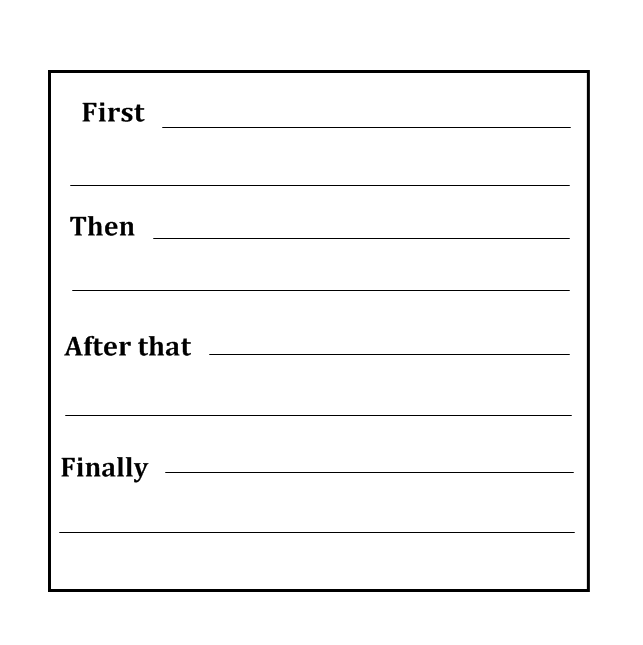 First
Then
After that
Finally